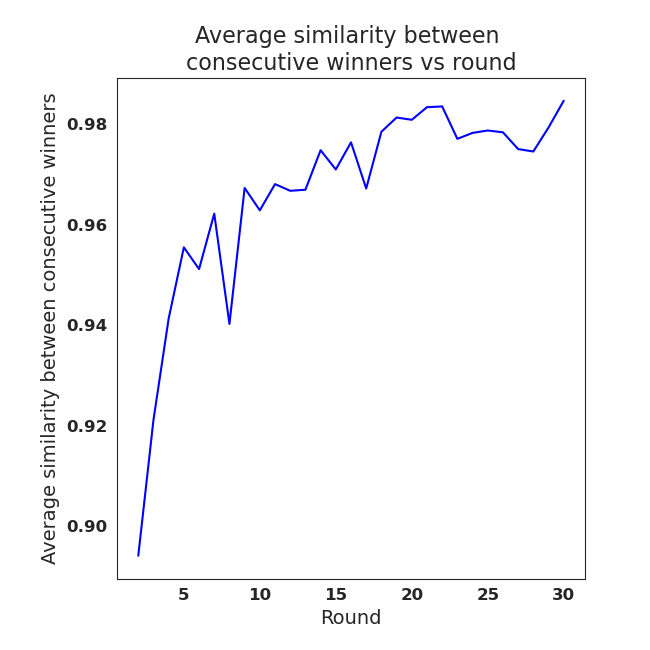 Average similarity between
consecutive winners vs round
Average similarity between consecutive winners
0.98
0.96
0.94
0.92
0.90
5 10 15 20 25 30
Round